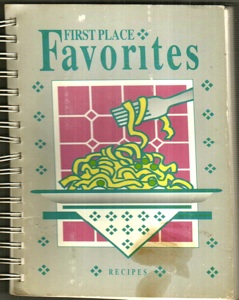 FIRST PLACE
Favorites
RECIPES